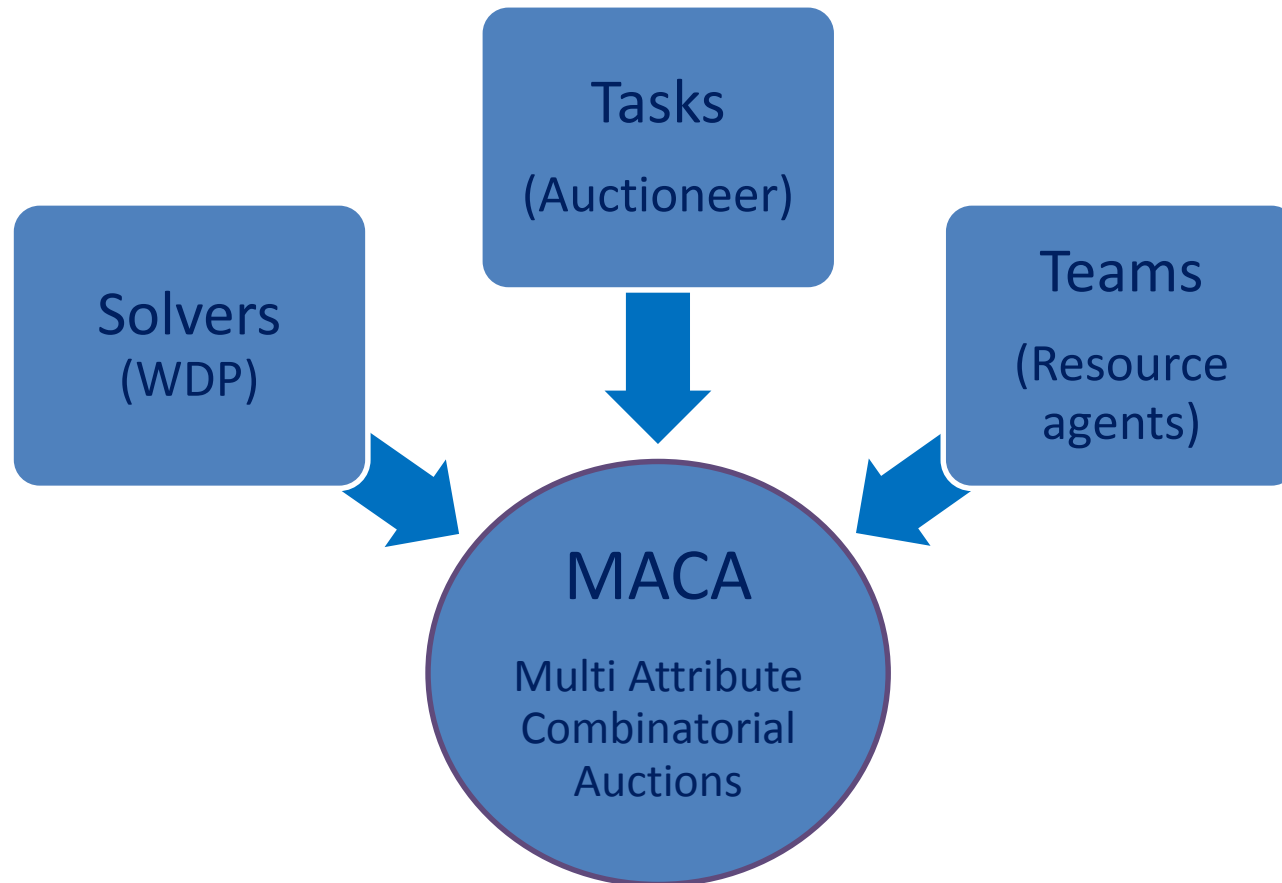 Tasks
(Auctioneer)
Solvers
(WDP)
Teams
(Resource
agents)
MACA
Multi Attribute
Combinatorial
Auctions